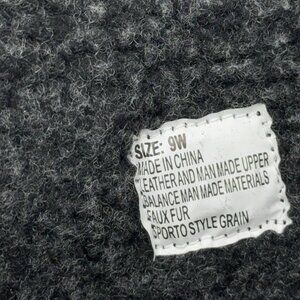 SIZE: 9W
MADE IN CHINA
LEATHER AND MAN MADE UPPER
BALANCE MAN MADE MATERIALS
FAUX FUR
SPORTO STYLE GRAIN